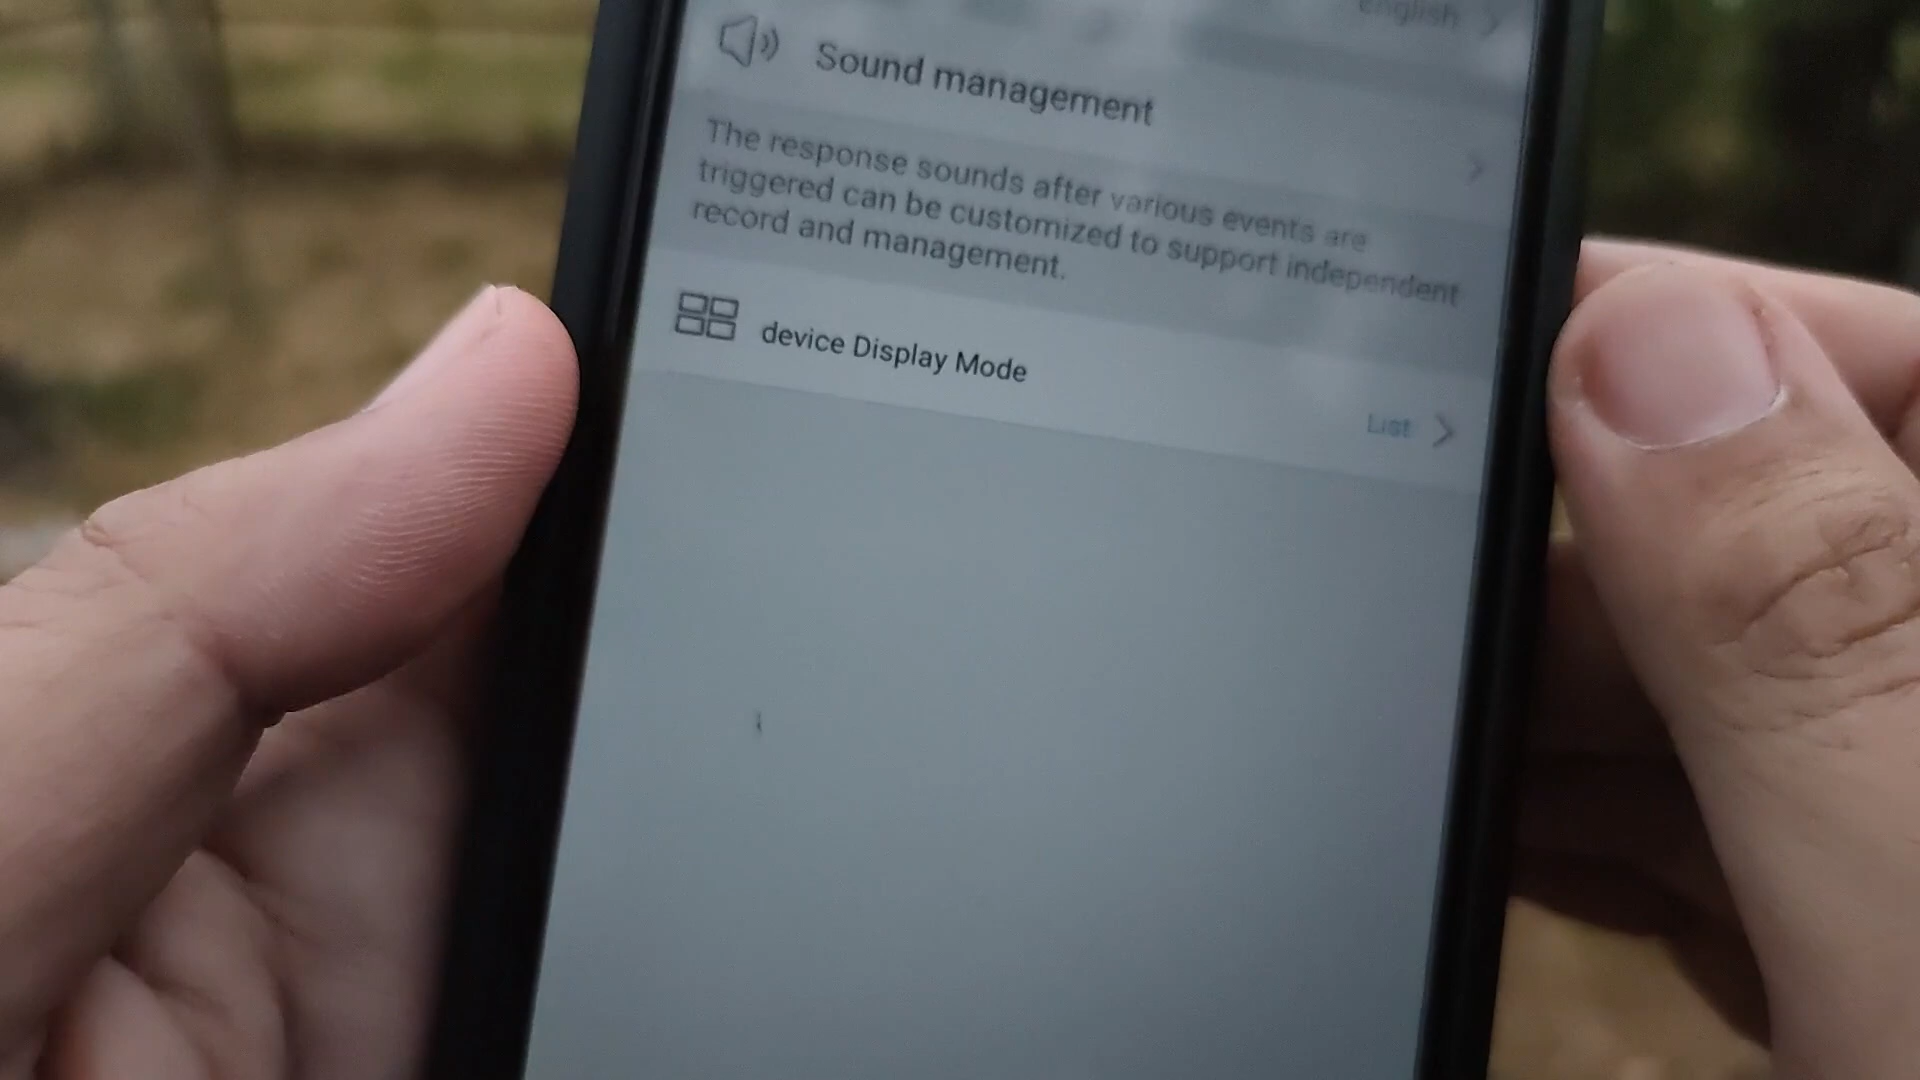 english
Sound management
The response sounds after various events are
triggered can be customized to support independent
record and management.
device Display Mode
List